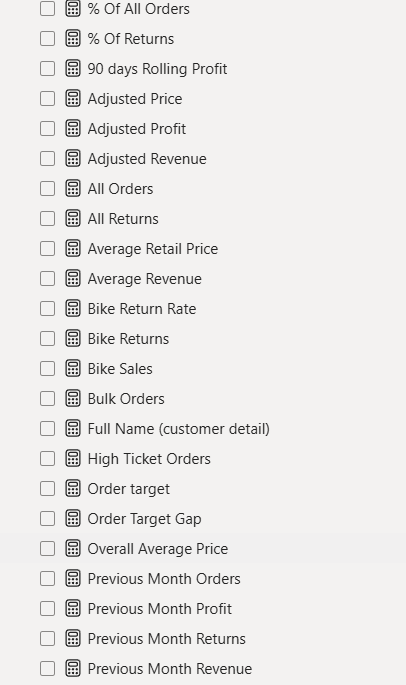 % Of All Orders
% Of Returns
90 days Rolling Profit
Adjusted Price
Adjusted Profit
Adjusted Revenue
All Orders
All Returns
Average Retail Price
Average Revenue
Bike Return Rate
Bike Returns
Bike Sales
Bulk Orders
Full Name (customer detail)
High Ticket Orders
Order target
Order Target Gap
Overall Average Price
Previous Month Orders
Previous Month Profit
Previous Month Returns
Previous Month Revenue